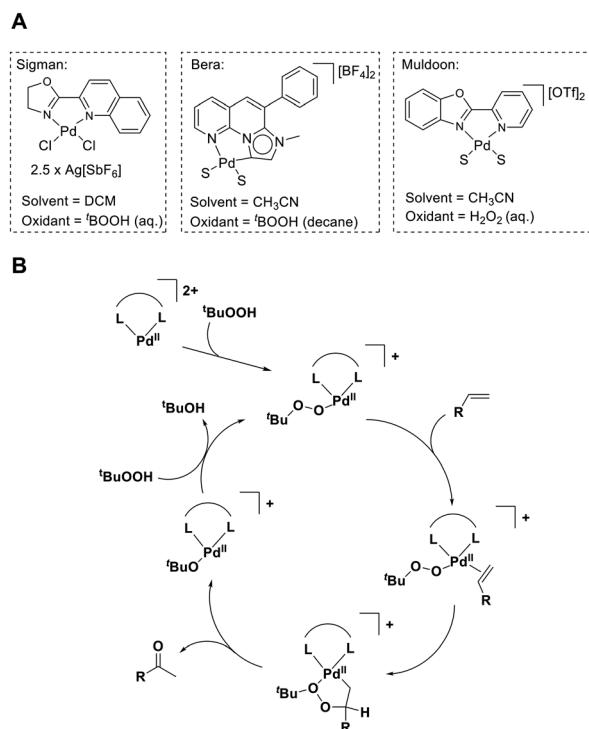 A
Sigman:
O
N
N
Pd
Cl
Cl
2.5 x Ag[SbF₆]
Solvent = DCM
Oxidant = ᵗBOOH (aq.)
Bera:
[BF₄]₂
N
N
N
Pd
S
S
Solvent = CH₃CN
Oxidant = ᵗBOOH (decane)
Muldoon:
[OTf]₂
O
N
N
Pd
S
S
Solvent = CH₃CN
Oxidant = H₂O₂ (aq.)
B
2+
L L
Pdᴵᴵ
ᵗBuOOH
+
L L
Pdᴵᴵ
O O
ᵗBu
R
+
L L
Pdᴵᴵ
O O
ᵗBu
R
+
L L
Pdᴵᴵ
ᵗBu O
O
H
R
O
R
+
L L
Pdᴵᴵ
ᵗBuO
ᵗBuOOH
ᵗBuOH